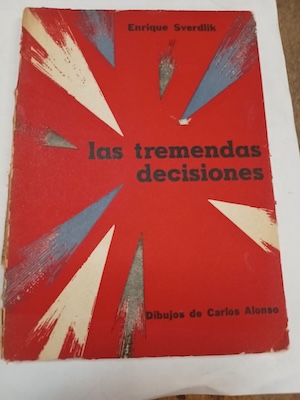 Enrique Sverdlik
las tremendas
decisiones
Dibujos de Carlos Alonso